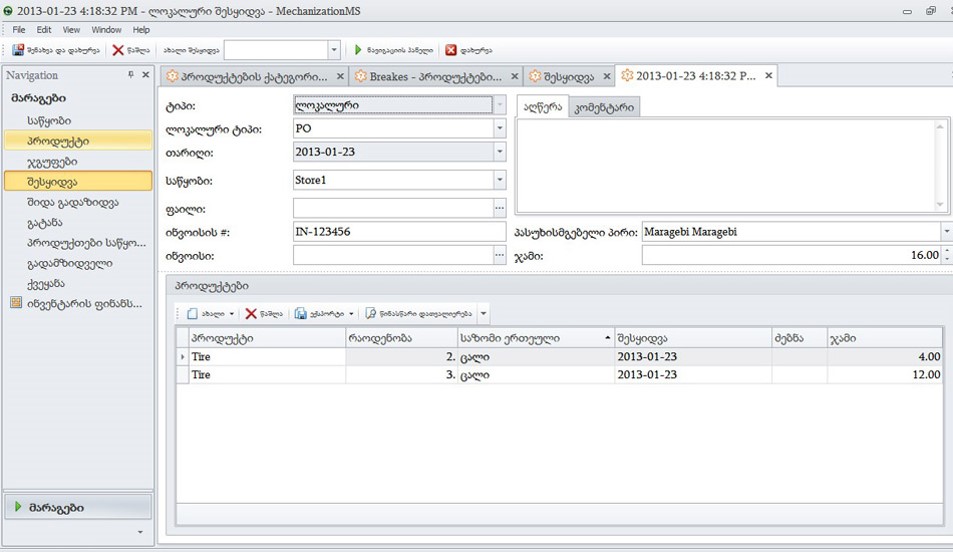 2013-01-23 4:18:32 PM - ლოკალური შესყიდვა - MechanizationMS
File Edit View Window Help
შენახვა და დახურვა წაშლა ახალი შესყიდვა ნავიგაციის პანელი დახურვა
Navigation
მარაგები
საწყობი
პროდუქტი
ჯგუფები
შესყიდვა
შიდა გადაზიდვა
გატანა
პროდუქთები საწყო...
გადამზიდველი
ქვეყანა
ინვენტარის ფინანს...
მარაგები
პროდუქტების ქატეგორი... Breakes - პროდუქტები... შესყიდვა 2013-01-23 4:18:32 P...
ტიპი: ლოკალური
ლოკალური ტიპი: PO
თარიღი: 2013-01-23
საწყობი: Store1
ფაილი:
ინვოისის #: IN-123456
ინვოისი:
აღწერა კომენტარი
პასუხისმგებელი პირი: Maragebi Maragebi
ჯამი: 16.00
პროდუქტები
ახალი წაშლა ექსპორტი წინასწარი დათვალიერება
პროდუქტი რაოდენობა საზომი ერთეული შესყიდვა ძებნა ჯამი
Tire 2. ცალი 2013-01-23 4.00
Tire 3. ცალი 2013-01-23 12.00